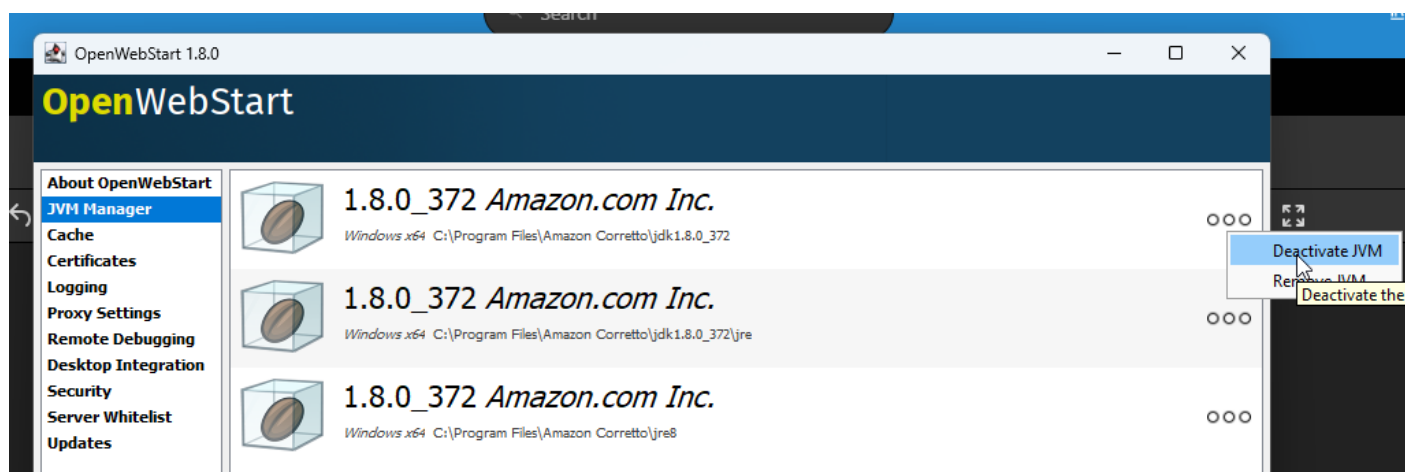 Search
OpenWebStart 1.8.0
OpenWebStart
About OpenWebStart
JVM Manager
Cache
Certificates
Logging
Proxy Settings
Remote Debugging
Desktop Integration
Security
Server Whitelist
Updates
1.8.0_372 Amazon.com Inc.
Windows x64 C:\Program Files\Amazon Corretto\jdk1.8.0_372
1.8.0_372 Amazon.com Inc.
Windows x64 C:\Program Files\Amazon Corretto\jdk1.8.0_372\jre
1.8.0_372 Amazon.com Inc.
Windows x64 C:\Program Files\Amazon Corretto\jre8
Deactivate JVM
Remove JVM
Deactivate the